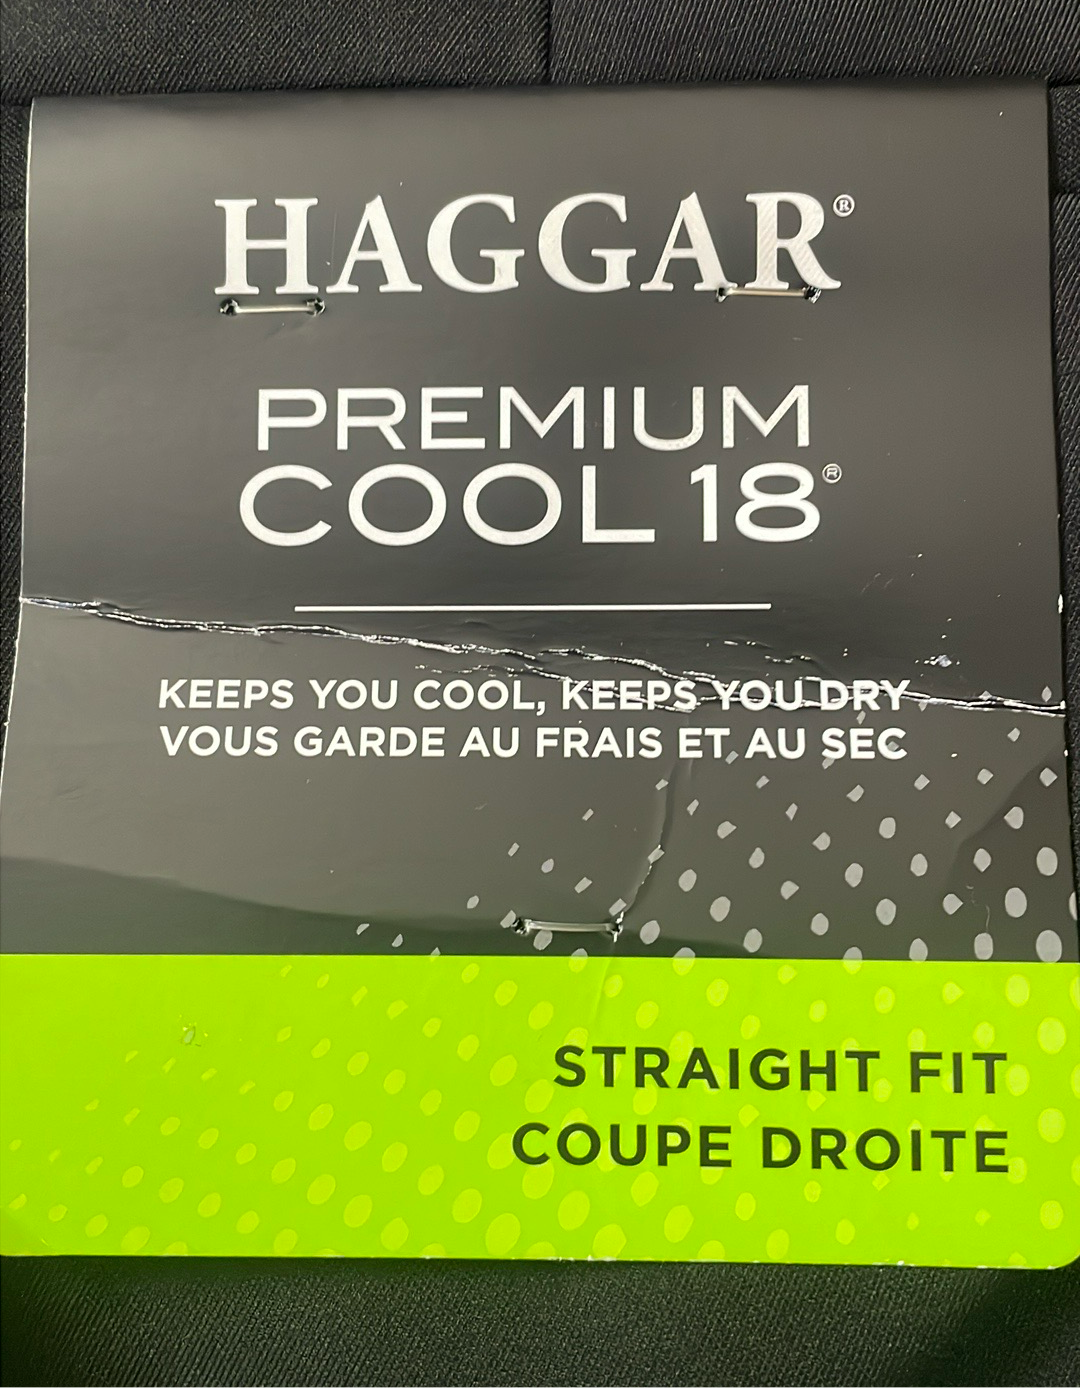 HAGGAR®
PREMIUM
COOL 18®
KEEPS YOU COOL, KEEPS YOU DRY
VOUS GARDE AU FRAIS ET AU SEC
STRAIGHT FIT
COUPE DROITE